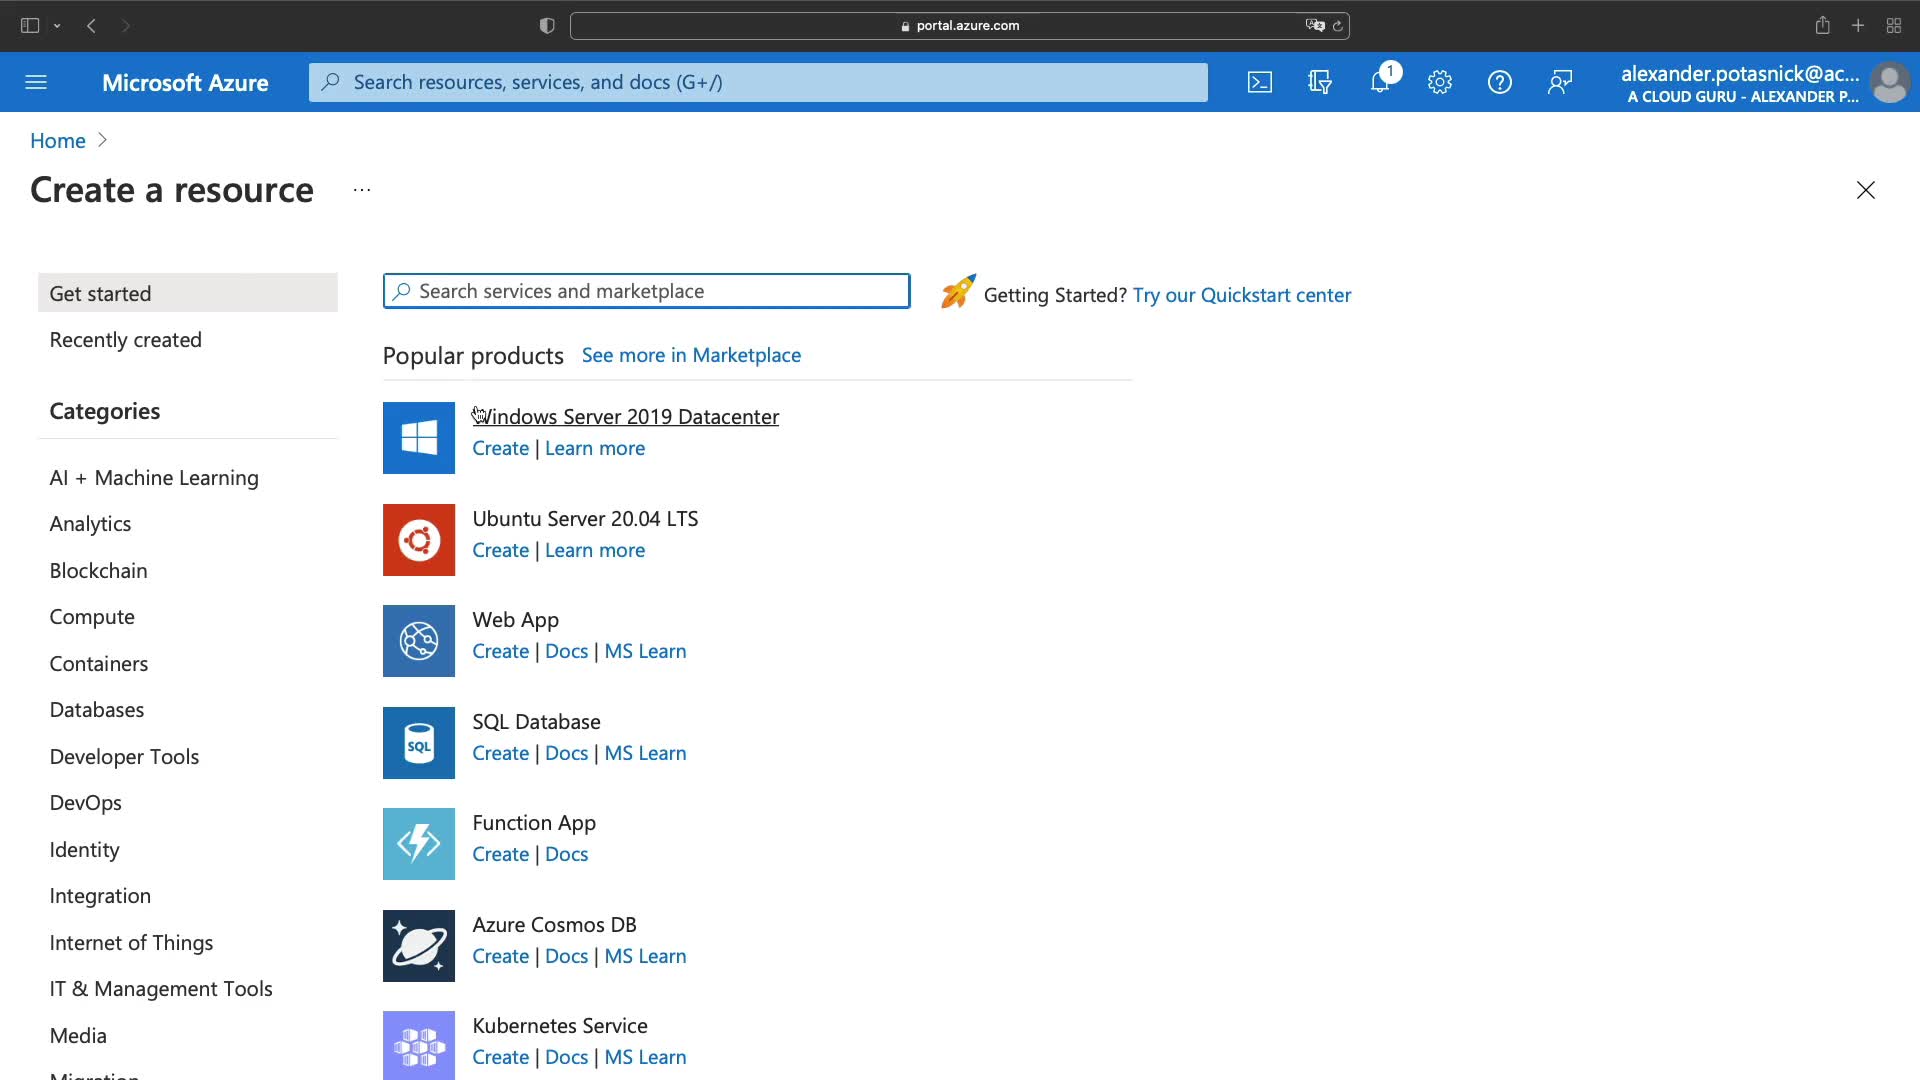 portal.azure.com
Microsoft Azure
Search resources, services, and docs (G+/)
1
alexander.potasnick@ac...
A CLOUD GURU - ALEXANDER P...
Home
Create a resource
...
Get started
Recently created
Categories
AI + Machine Learning
Analytics
Blockchain
Compute
Containers
Databases
Developer Tools
DevOps
Identity
Integration
Internet of Things
IT & Management Tools
Media
Migration
Search services and marketplace
Getting Started? Try our Quickstart center
Popular products See more in Marketplace
Windows Server 2019 Datacenter
Create | Learn more
Ubuntu Server 20.04 LTS
Create | Learn more
Web App
Create | Docs | MS Learn
SQL
SQL Database
Create | Docs | MS Learn
Function App
Create | Docs
Azure Cosmos DB
Create | Docs | MS Learn
Kubernetes Service
Create | Docs | MS Learn